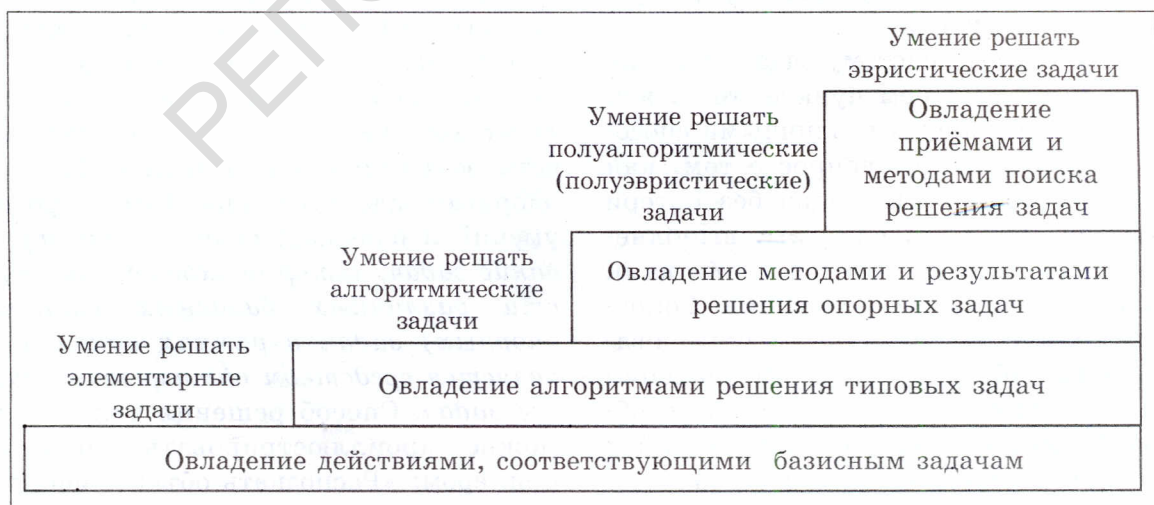 РЕПО
Умение решать
эвристические задачи
Овладение
приёмами и
методами поиска
решения задач
Умение решать
полуалгоритмические
(полуэвристические)
задачи
Овладение методами и результатами
решения опорных задач
Умение решать
алгоритмические
задачи
Овладение алгоритмами решения типовых задач
Умение решать
элементарные
задачи
Овладение действиями, соответствующими базисным задачам